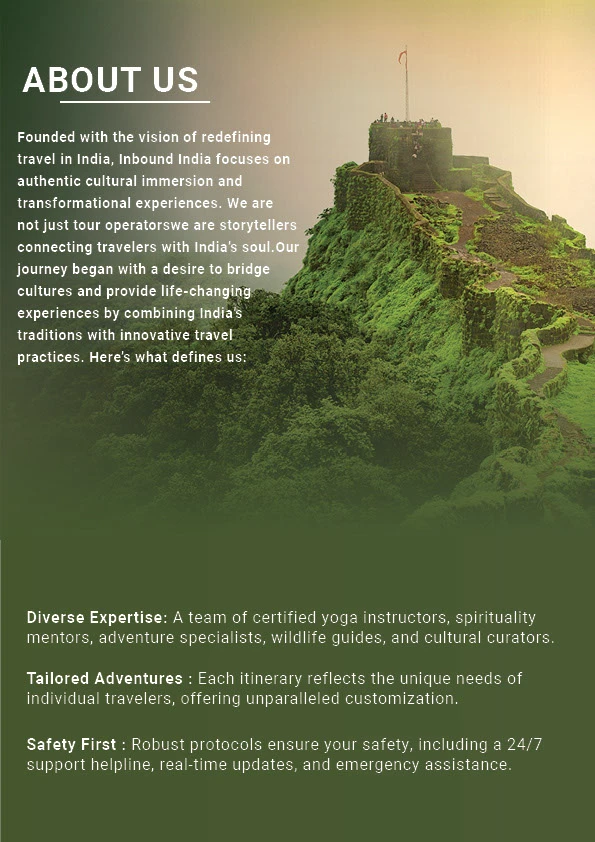 ABOUT US
Founded with the vision of redefining
travel in India, Inbound India focuses on
authentic cultural immersion and
transformational experiences. We are
not just tour operatorswe are storytellers
connecting travelers with India's soul.Our
journey began with a desire to bridge
cultures and provide life-changing
experiences by combining India's
traditions with innovative travel
practices. Here's what defines us:
Diverse Expertise: A team of certified yoga instructors, spirituality
mentors, adventure specialists, wildlife guides, and cultural curators.
Tailored Adventures : Each itinerary reflects the unique needs of
individual travelers, offering unparalleled customization.
Safety First : Robust protocols ensure your safety, including a 24/7
support helpline, real-time updates, and emergency assistance.